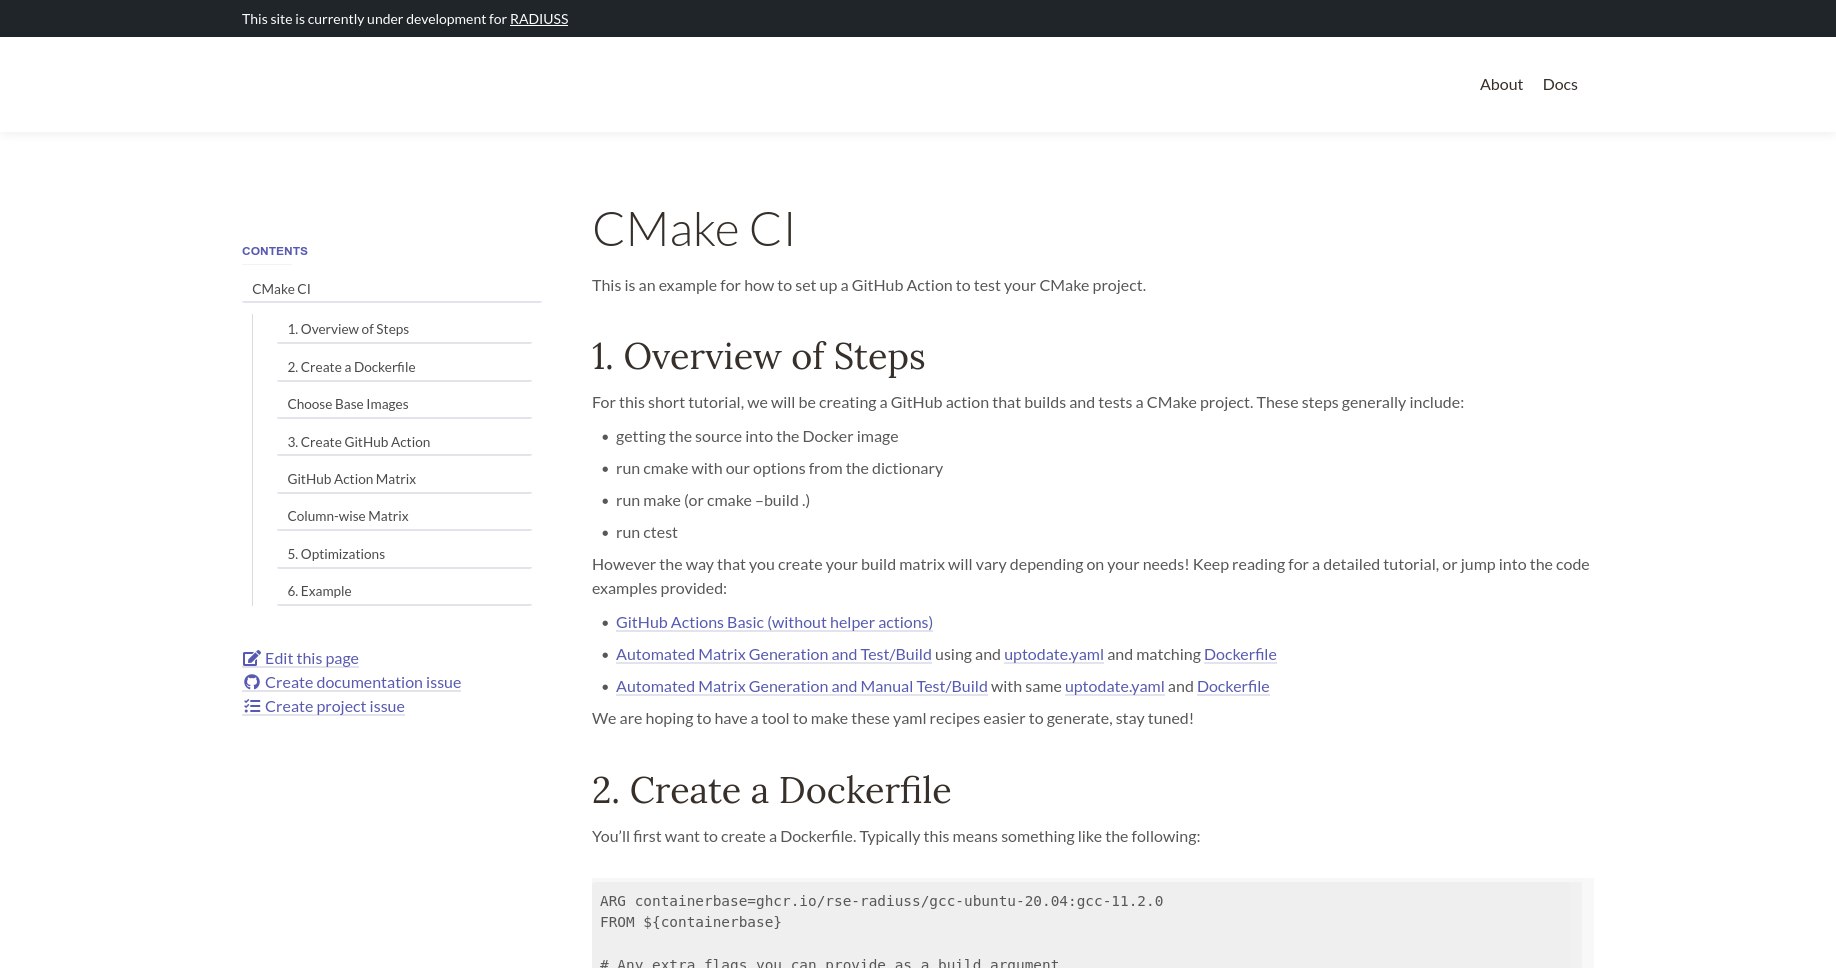 This site is currently under development for RADIUSS
About Docs
CONTENTS
CMake CI
1. Overview of Steps
2. Create a Dockerfile
Choose Base Images
3. Create GitHub Action
GitHub Action Matrix
Column-wise Matrix
5. Optimizations
6. Example
Edit this page
Create documentation issue
Create project issue
CMake CI
This is an example for how to set up a GitHub Action to test your CMake project.
1. Overview of Steps
For this short tutorial, we will be creating a GitHub action that builds and tests a CMake project. These steps generally include:
• getting the source into the Docker image
• run cmake with our options from the dictionary
• run make (or cmake –build .)
• run ctest
However the way that you create your build matrix will vary depending on your needs! Keep reading for a detailed tutorial, or jump into the code
examples provided:
• GitHub Actions Basic (without helper actions)
• Automated Matrix Generation and Test/Build using and uptodate.yaml and matching Dockerfile
• Automated Matrix Generation and Manual Test/Build with same uptodate.yaml and Dockerfile
We are hoping to have a tool to make these yaml recipes easier to generate, stay tuned!
2. Create a Dockerfile
You’ll first want to create a Dockerfile. Typically this means something like the following:
ARG containerbase=ghcr.io/rse-radiuss/gcc-ubuntu-20.04:gcc-11.2.0
FROM ${containerbase}
# Any extra flags you can provide as a build argument